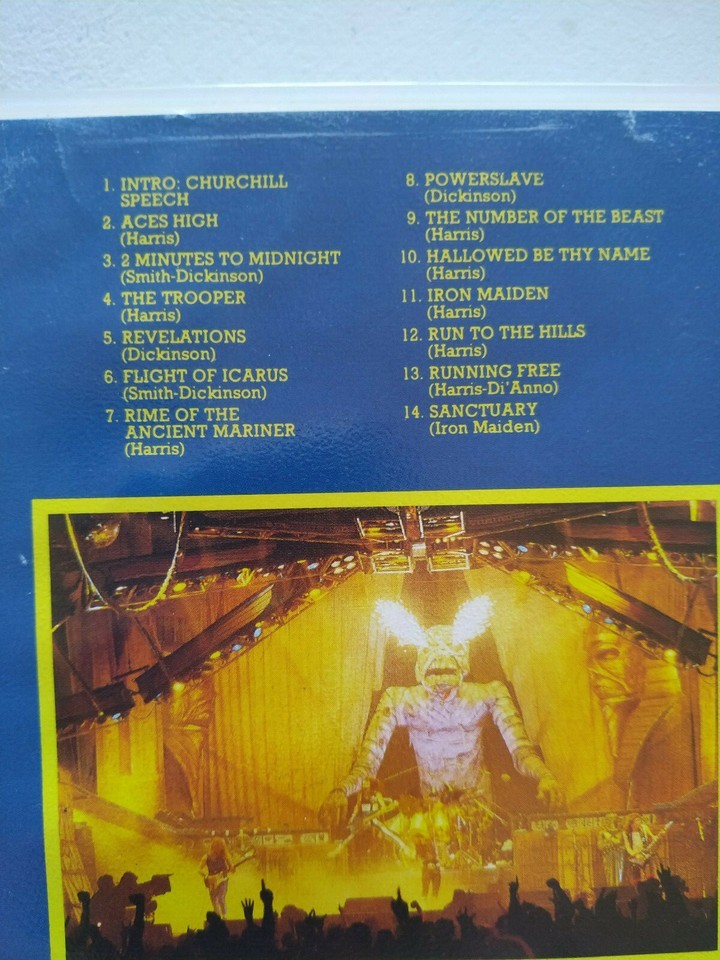 1. INTRO: CHURCHILL
SPEECH
2. ACES HIGH
(Harris)
3. 2 MINUTES TO MIDNIGHT
(Smith-Dickinson)
4. THE TROOPER
(Harris)
5. REVELATIONS
(Dickinson)
6. FLIGHT OF ICARUS
(Smith-Dickinson)
7. RIME OF THE
ANCIENT MARINER
(Harris)
8. POWERSLAVE
(Dickinson)
9. THE NUMBER OF THE BEAST
(Harris)
10. HALLOWED BE THY NAME
(Harris)
11. IRON MAIDEN
(Harris)
12. RUN TO THE HILLS
(Harris)
13. RUNNING FREE
(Harris-Di'Anno)
14. SANCTUARY
(Iron Maiden)